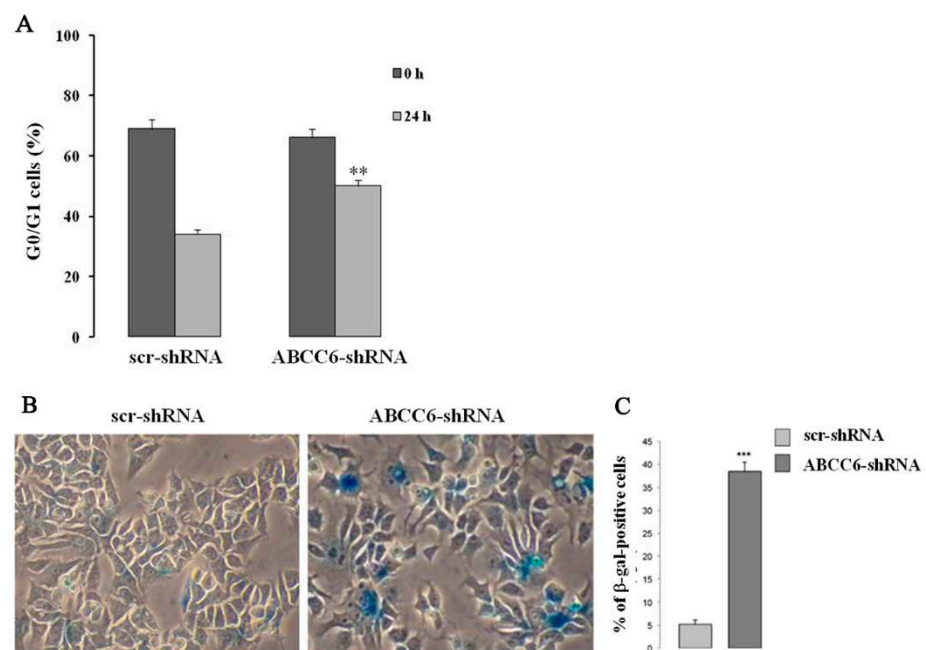 A
100
80
60
40
20
0
G0/G1 cells (%)
0 h
24 h
**
scr-shRNA
ABCC6-shRNA
B
scr-shRNA
ABCC6-shRNA
C
scr-shRNA
ABCC6-shRNA
45
40
35
30
25
20
15
10
5
0
% of β-gal-positive cells
***